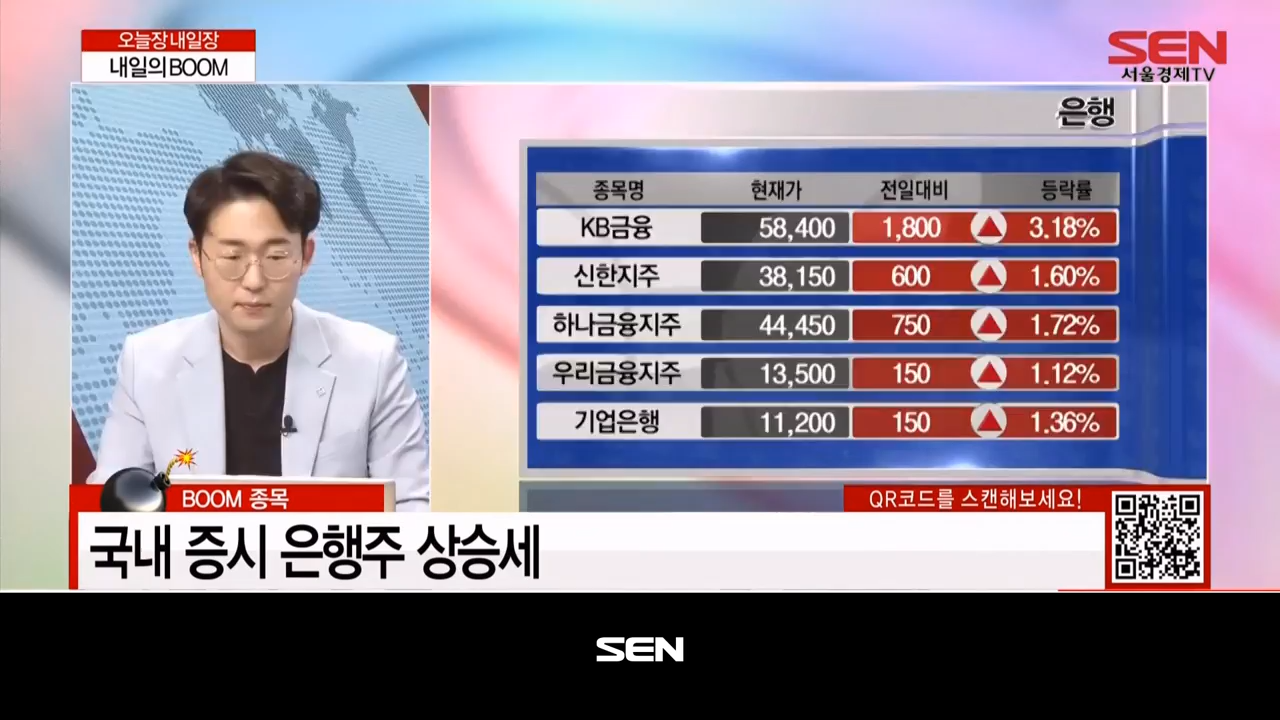 오늘장 내일장
내일의 BOOM
SEN
서울경제TV
은행
종목명 현재가 전일대비 등락률
KB금융 58,400 1,800 ▲ 3.18%
신한지주 38,150 600 ▲ 1.60%
하나금융지주 44,450 750 ▲ 1.72%
우리금융지주 13,500 150 ▲ 1.12%
기업은행 11,200 150 ▲ 1.36%
BOOM 종목
QR코드를 스캔해보세요!
국내 증시 은행주 상승세
SEN